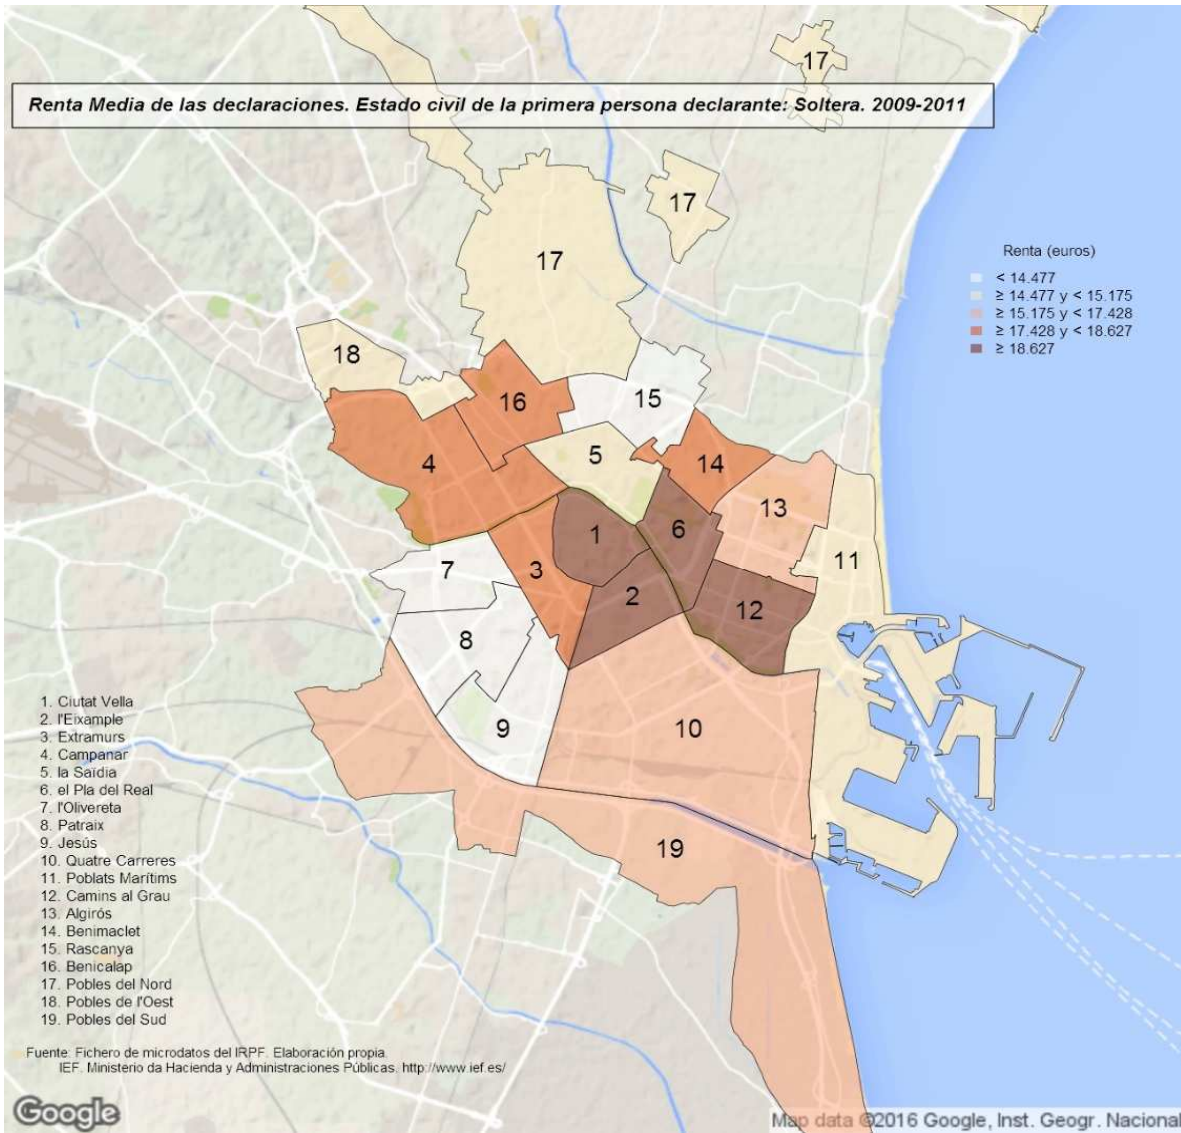 17
Renta Media de las declaraciones. Estado civil de la primera persona declarante: Soltera. 2009-2011
17
17
Renta (euros)
< 14.477
≥ 14.477 y < 15.175
≥ 15.175 y < 17.428
≥ 17.428 y < 18.627
≥ 18.627
18
16
15
4
5
14
13
6
1
11
7
3
2
12
8
9
10
19
1. Ciutat Vella
2. l'Eixample
3. Extramurs
4. Campanar
5. la Saïdia
6. el Pla del Real
7. l'Olivereta
8. Patraix
9. Jesús
10. Quatre Carreres
11. Poblats Marítims
12. Camins al Grau
13. Algirós
14. Benimaclet
15. Rascanya
16. Benicalap
17. Pobles del Nord
18. Pobles de l'Oest
19. Pobles del Sud
Fuente: Fichero de microdatos del IRPF. Elaboración propia.
IEF. Ministerio da Hacienda y Administraciones Públicas. http://www.ief.es/
Google
Map data ©2016 Google, Inst. Geogr. Nacional